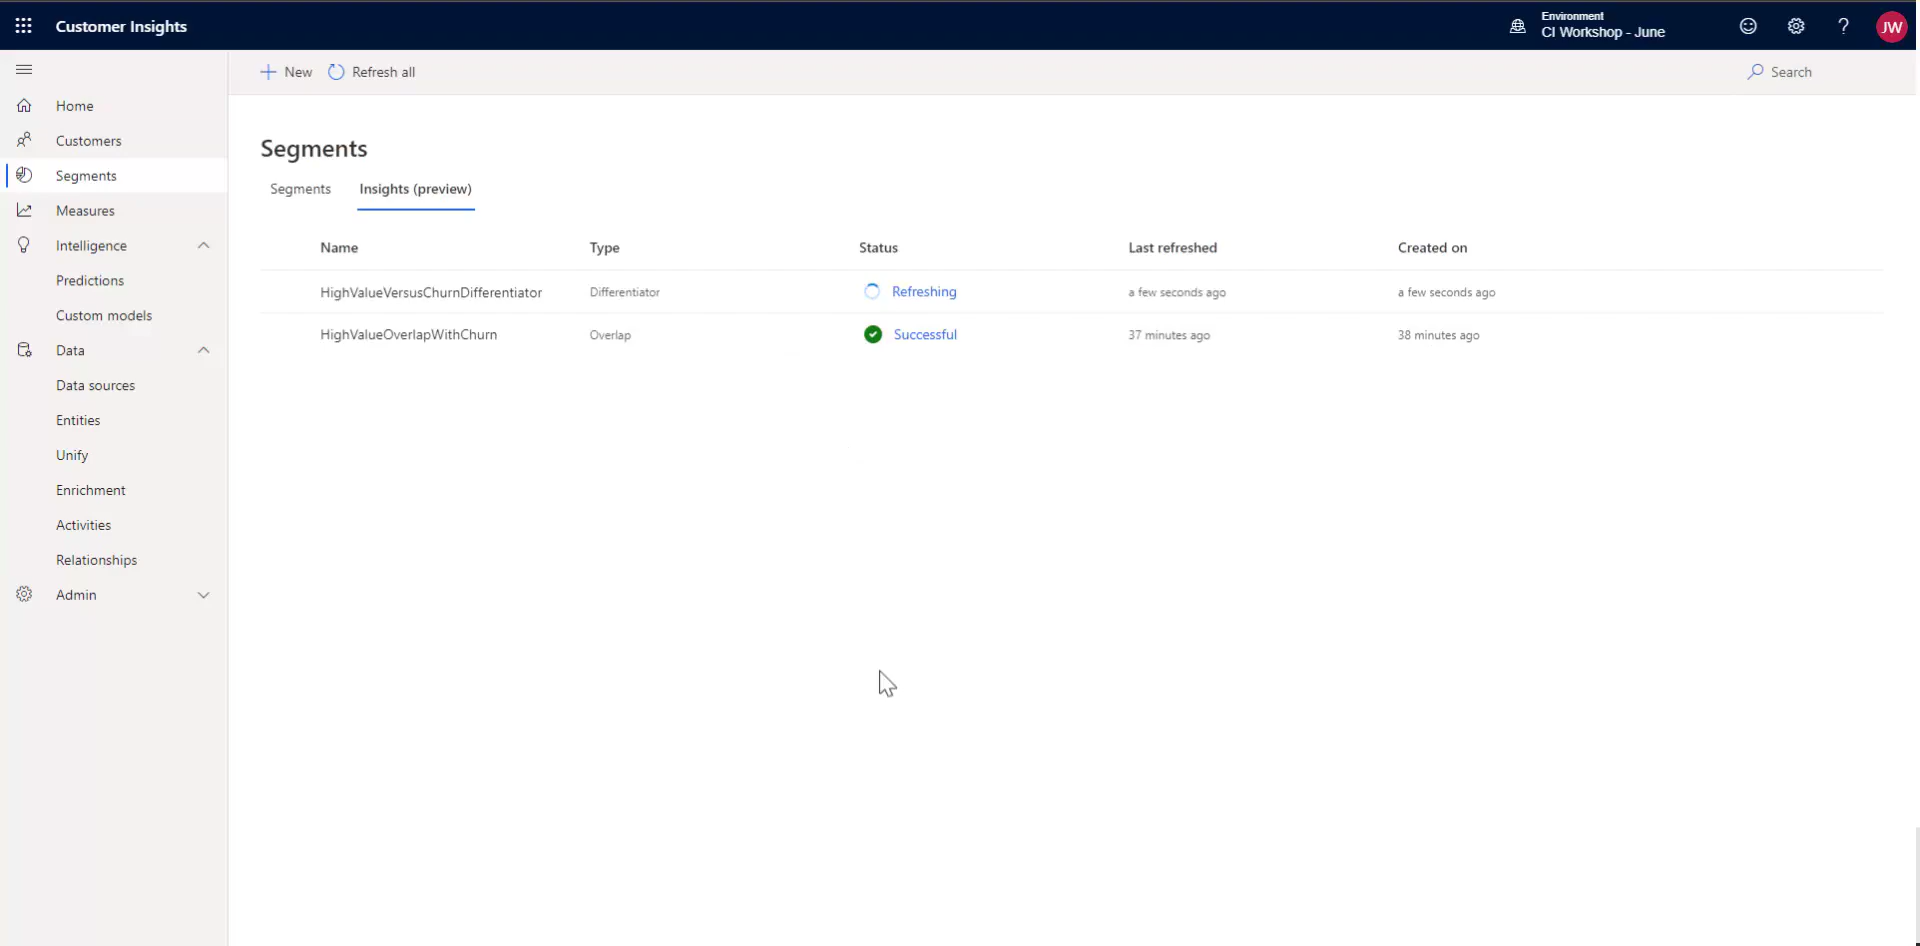 Customer Insights
Environment
CI Workshop - June
?
JW
New
Refresh all
Search
Home
Customers
Segments
Measures
Intelligence
Predictions
Custom models
Data
Data sources
Entities
Unify
Enrichment
Activities
Relationships
Admin
Segments
Segments
Insights (preview)
Name Type Status Last refreshed Created on
HighValueVersusChurnDifferentiator Differentiator Refreshing a few seconds ago a few seconds ago
HighValueOverlapWithChurn Overlap Successful 37 minutes ago 38 minutes ago